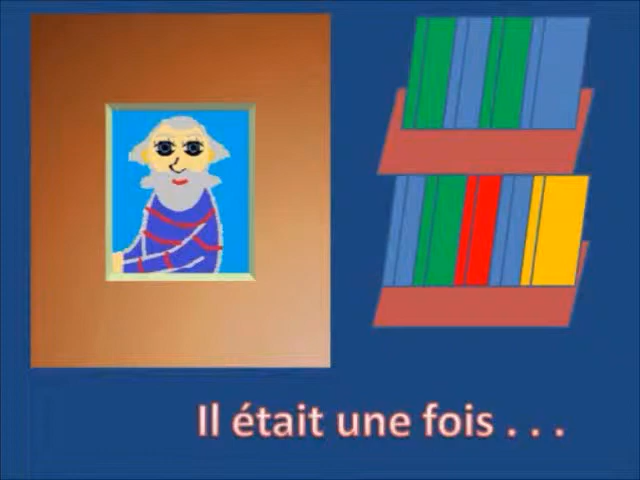 Il était une fois . . .